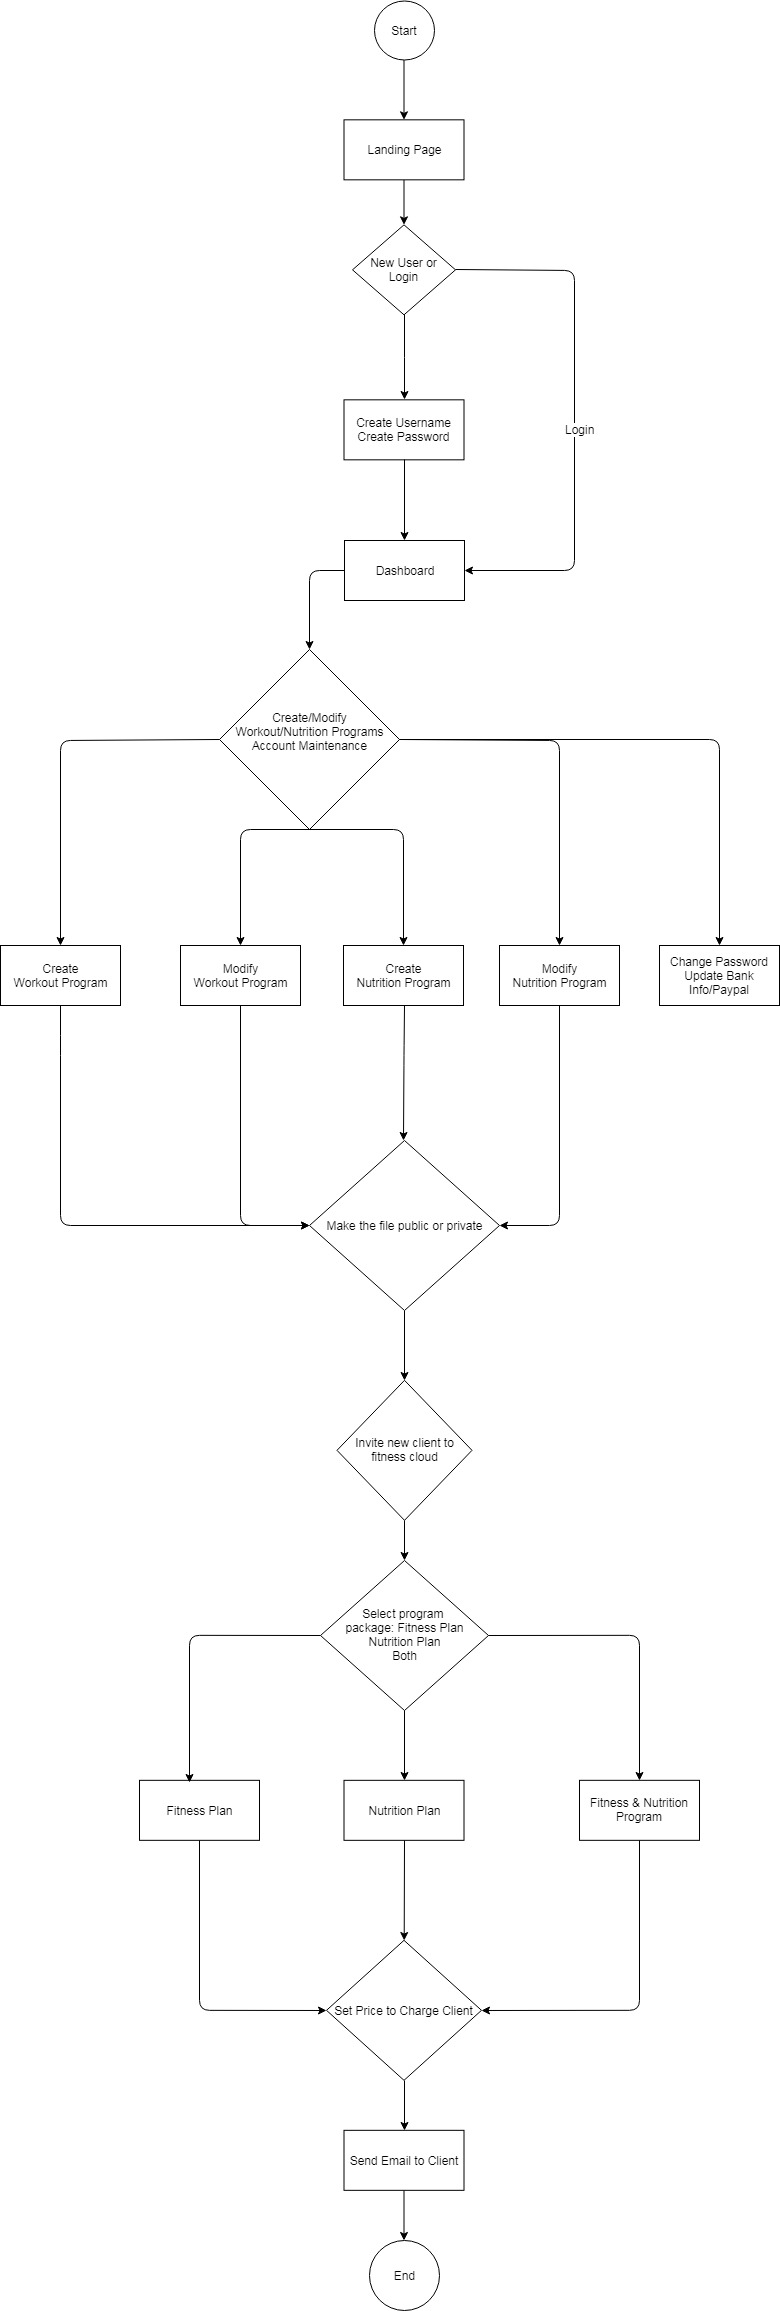 Start
Landing Page
New User or
Login
Create Username
Create Password
Login
Dashboard
Create/Modify
Workout/Nutrition Programs
Account Maintenance
Create
Workout Program
Modify
Workout Program
Create
Nutrition Program
Modify
Nutrition Program
Change Password
Update Bank
Info/Paypal
Make the file public or private
Invite new client to
fitness cloud
Select program
package: Fitness Plan
Nutrition Plan
Both
Fitness Plan
Nutrition Plan
Fitness & Nutrition
Program
Set Price to Charge Client
Send Email to Client
End